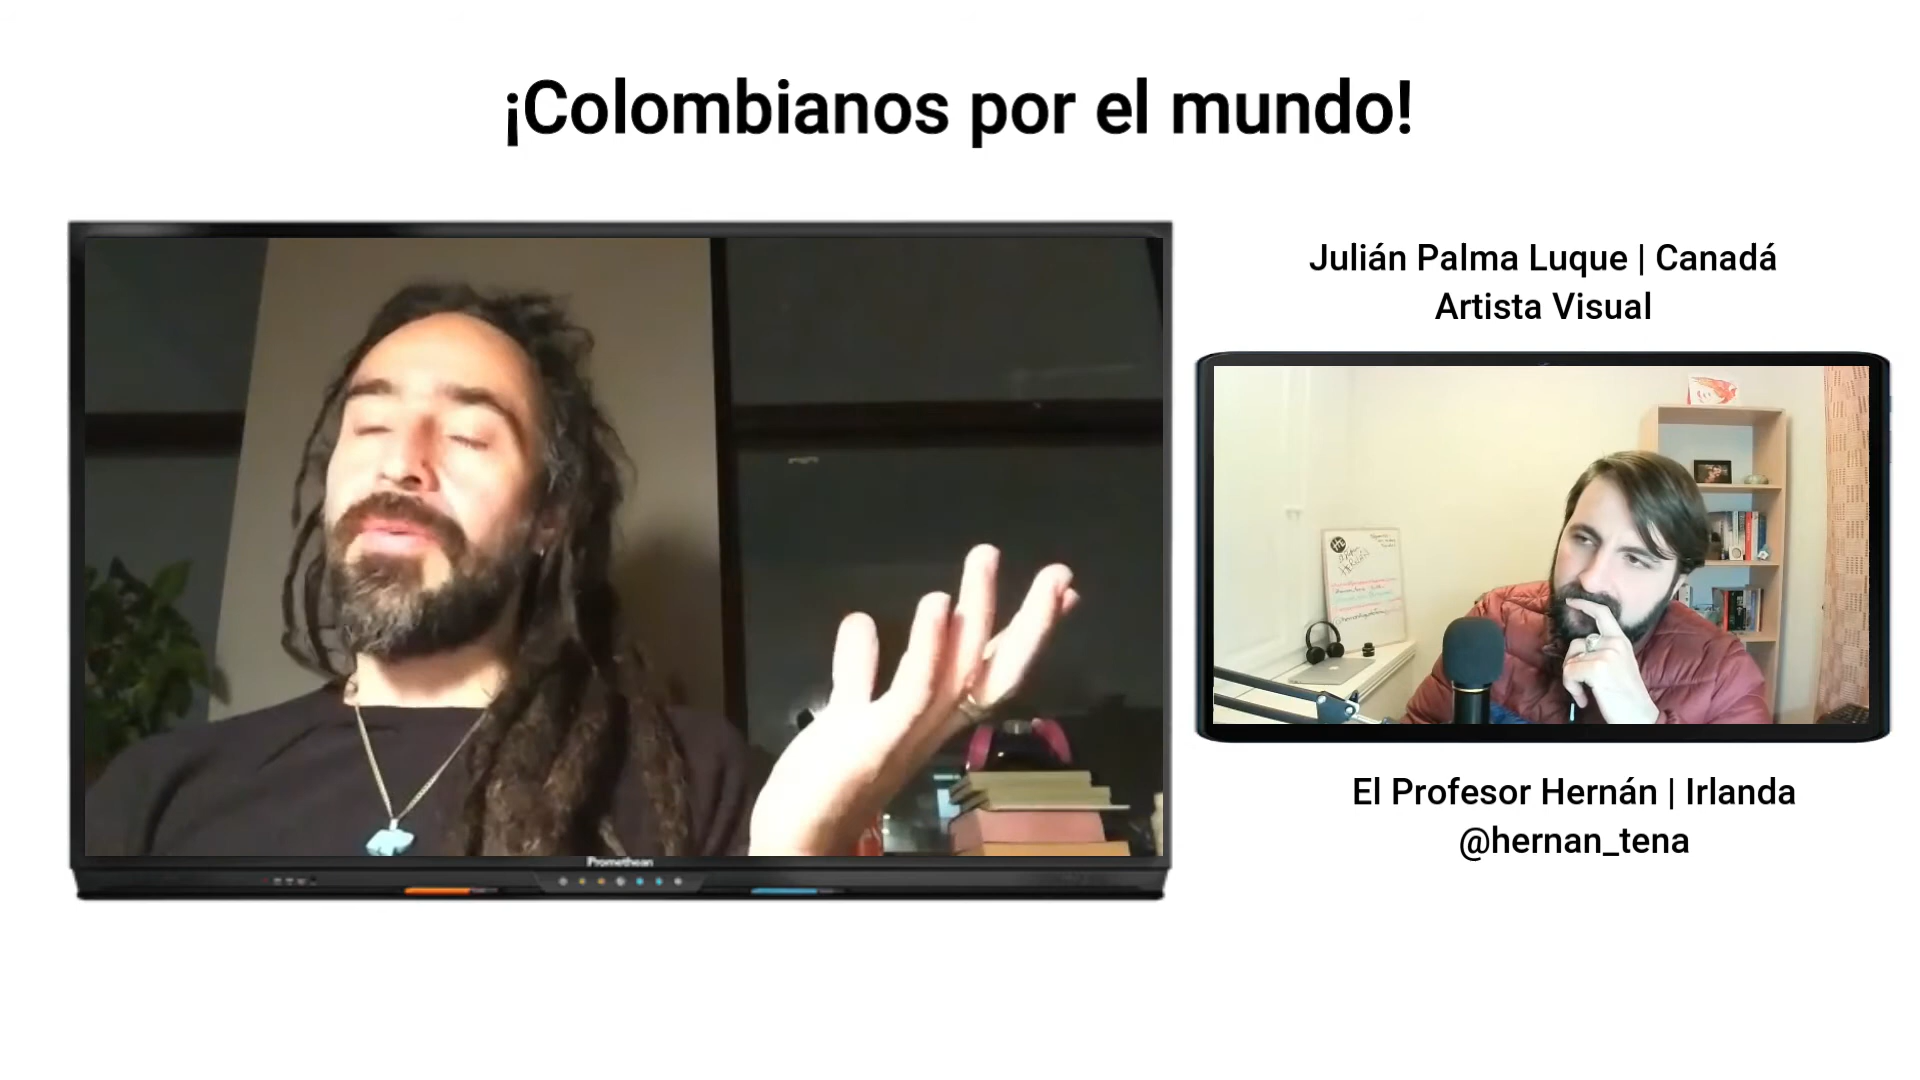 ¡Colombianos por el mundo!
Julián Palma Luque | Canadá
Artista Visual
Promethean
El Profesor Hernán | Irlanda
@hernan_tena